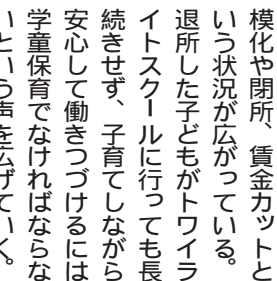 模化や閉所、賃金カットと
いう状況が広がっている。
退所した子どもがトワイラ
イトスクールに行っても長
続きせず、子育てしながら
安心して働きつづけるには
学童保育でなければならな
いという声を広げていく。